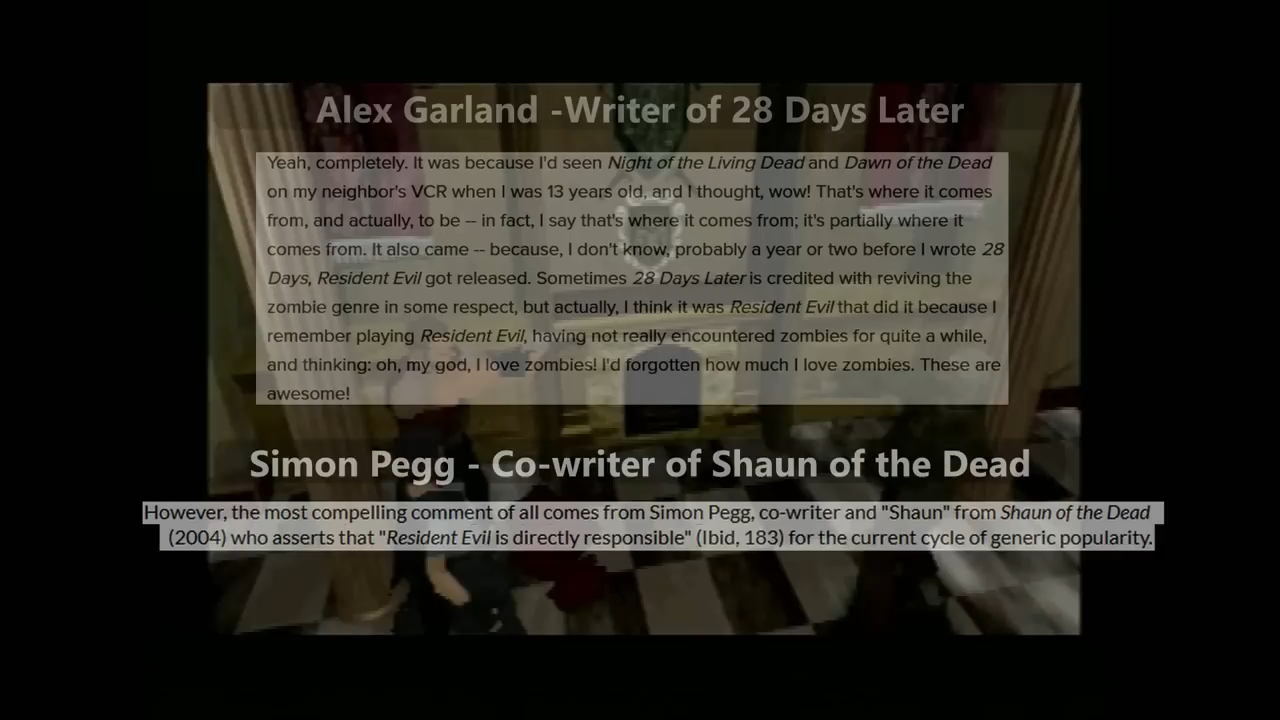 Alex Garland -Writer of 28 Days Later
Yeah, completely. It was because I'd seen Night of the Living Dead and Dawn of the Dead
on my neighbor's VCR when I was 13 years old, and I thought, wow! That's where it comes
from, and actually, to be -- in fact, I say that's where it comes from; it's partially where it
comes from. It also came -- because, I don't know, probably a year or two before I wrote 28
Days, Resident Evil got released. Sometimes 28 Days Later is credited with reviving the
zombie genre in some respect, but actually, I think it was Resident Evil that did it because I
remember playing Resident Evil, having not really encountered zombies for quite a while,
and thinking: oh, my god, I love zombies! I'd forgotten how much I love zombies. These are
awesome!
Simon Pegg - Co-writer of Shaun of the Dead
However, the most compelling comment of all comes from Simon Pegg, co-writer and "Shaun" from Shaun of the Dead
(2004) who asserts that "Resident Evil is directly responsible" (Ibid, 183) for the current cycle of generic popularity.